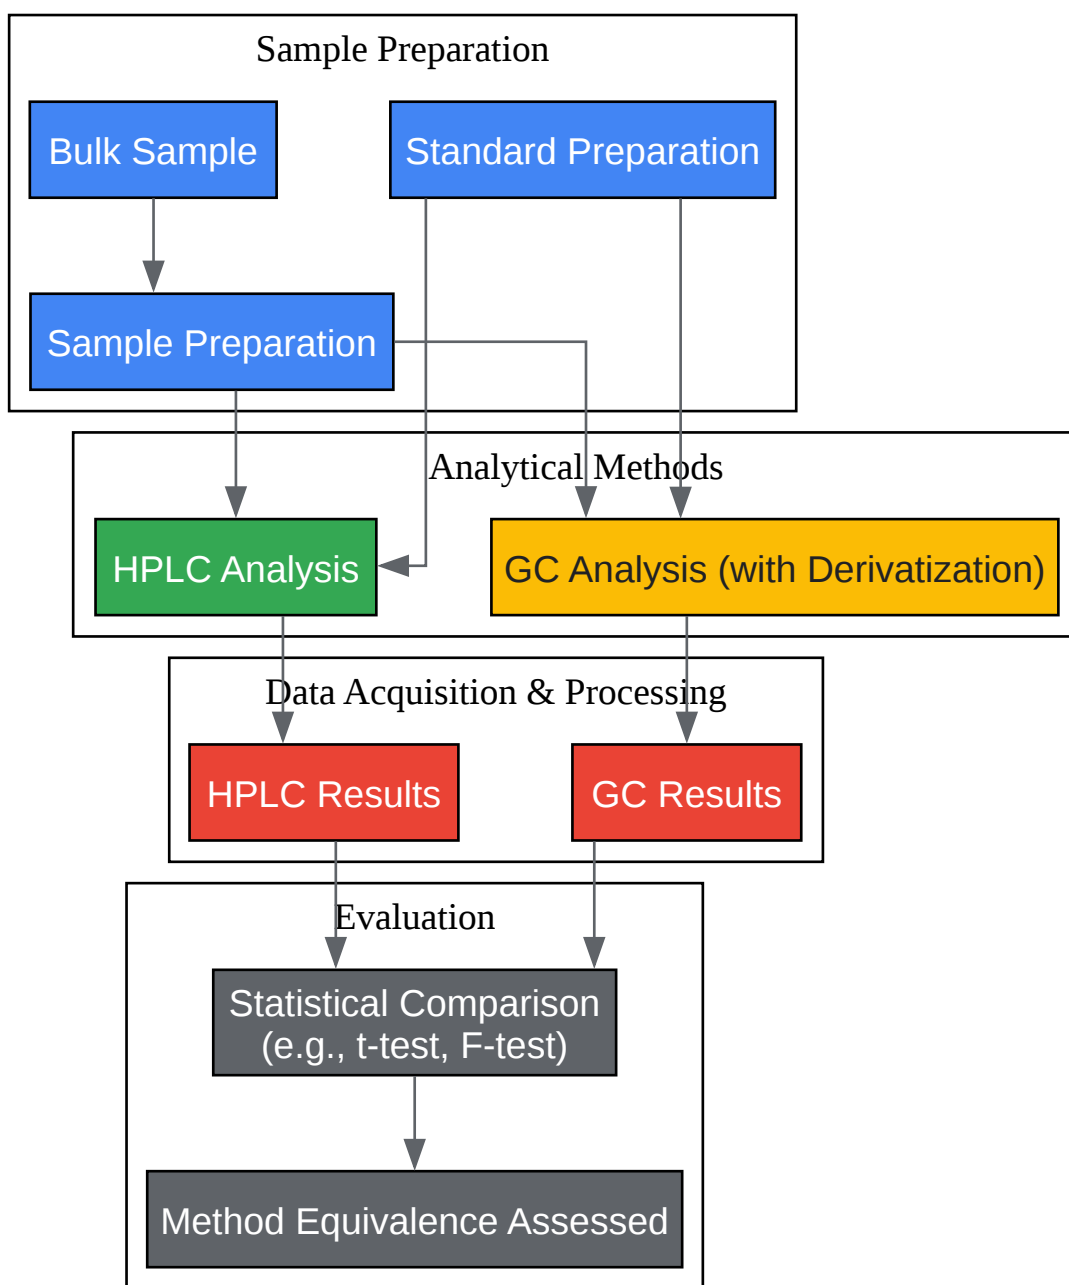 Sample Preparation
Bulk Sample
Standard Preparation
Sample Preparation
Analytical Methods
HPLC Analysis
GC Analysis (with Derivatization)
Data Acquisition & Processing
HPLC Results
GC Results
Evaluation
Statistical Comparison
(e.g., t-test, F-test)
Method Equivalence Assessed